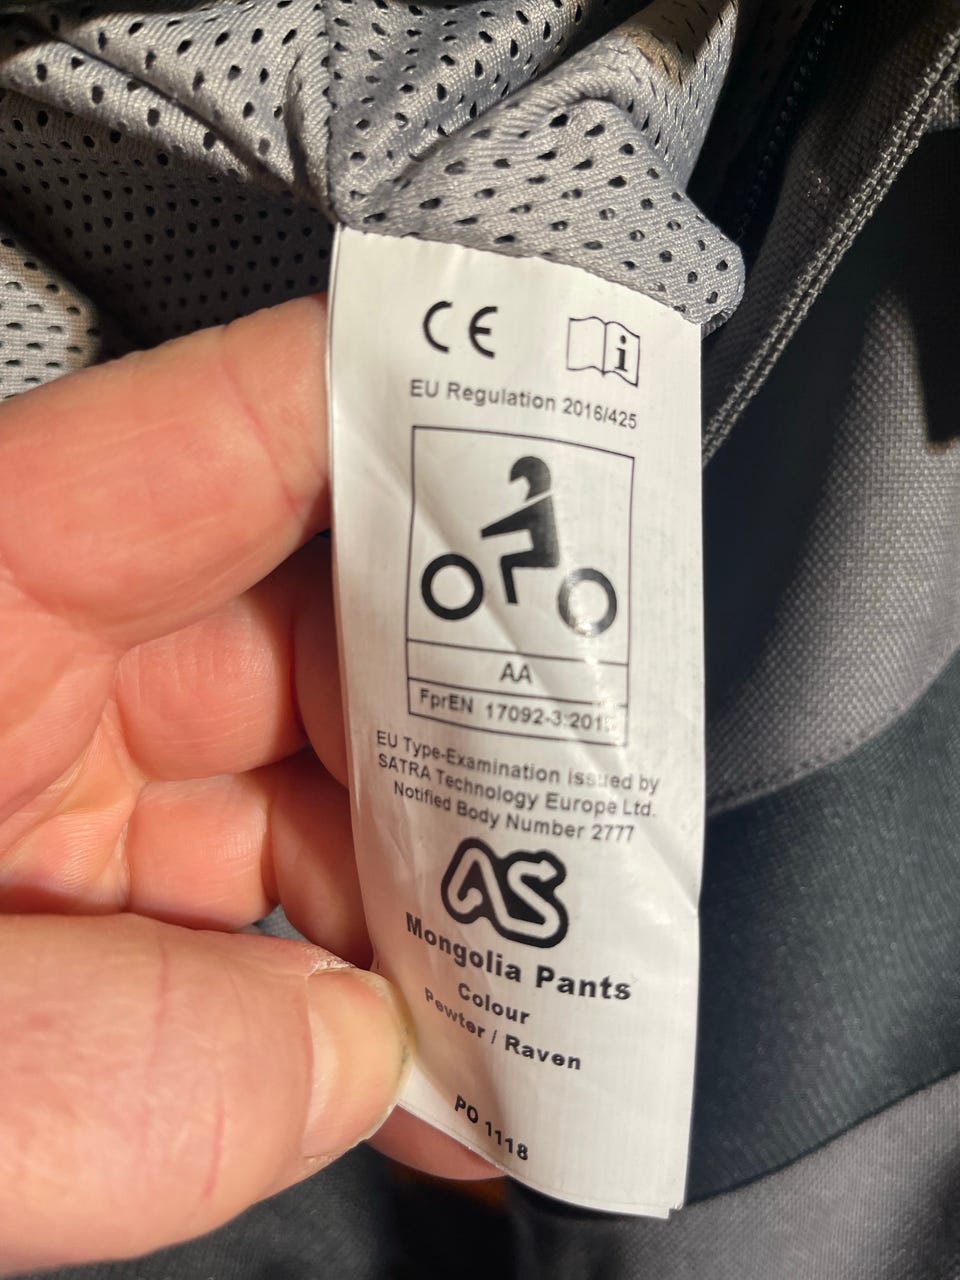 CE
i
EU Regulation 2016/425
AA
FprEN 17092-3:201
EU Type-Examination issued by
SATRA Technology Europe Ltd.
Notified Body Number 2777
AS
Mongolia Pants
Colour
Pewter / Raven
PO 1118